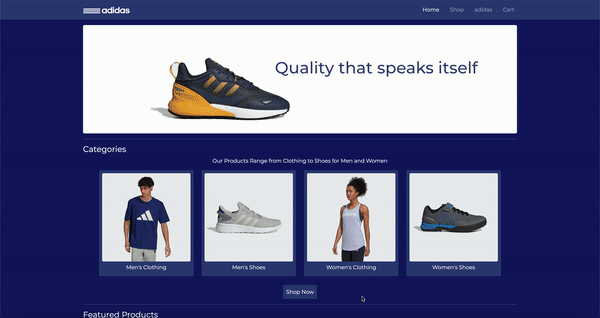 adidas
Home Shop adidas Cart
Quality that speaks itself
Categories
Our Products Range from Clothing to Shoes for Men and Women
Men's Clothing
Men's Shoes
Women's Clothing
Women's Shoes
Shop Now
Featured Products